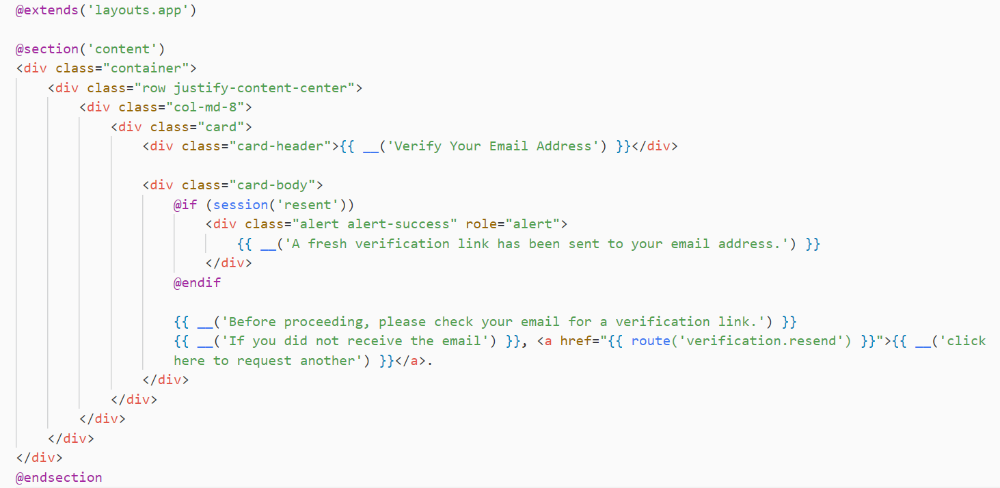 @extends('layouts.app')

@section('content')
<div class="container">
    <div class="row justify-content-center">
        <div class="col-md-8">
            <div class="card">
                <div class="card-header">{{ __('Verify Your Email Address') }}</div>

                <div class="card-body">
                    @if (session('resent'))
                        <div class="alert alert-success" role="alert">
                            {{ __('A fresh verification link has been sent to your email address.') }}
                        </div>
                    @endif

                    {{ __('Before proceeding, please check your email for a verification link.') }}
                    {{ __('If you did not receive the email') }}, <a href="{{ route('verification.resend') }}">{{ __('click
                    here to request another') }}</a>.
                </div>
            </div>
        </div>
    </div>
</div>
@endsection